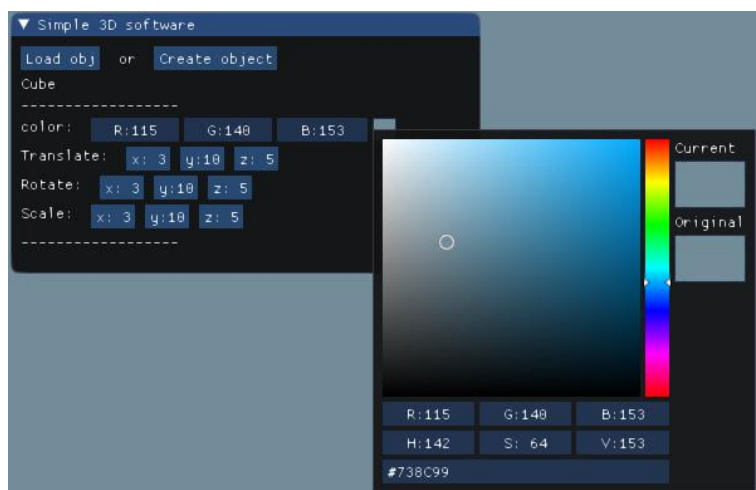 ▼ Simple 3D software
Load obj or Create object
Cube
------------------
color: R:115 G:140 B:153
Translate: x: 3 y:10 z: 5
Rotate: x: 3 y:10 z: 5
Scale: x: 3 y:10 z: 5
------------------
Current
Original
R:115 G:140 B:153
H:142 S: 64 V:153
#738C99